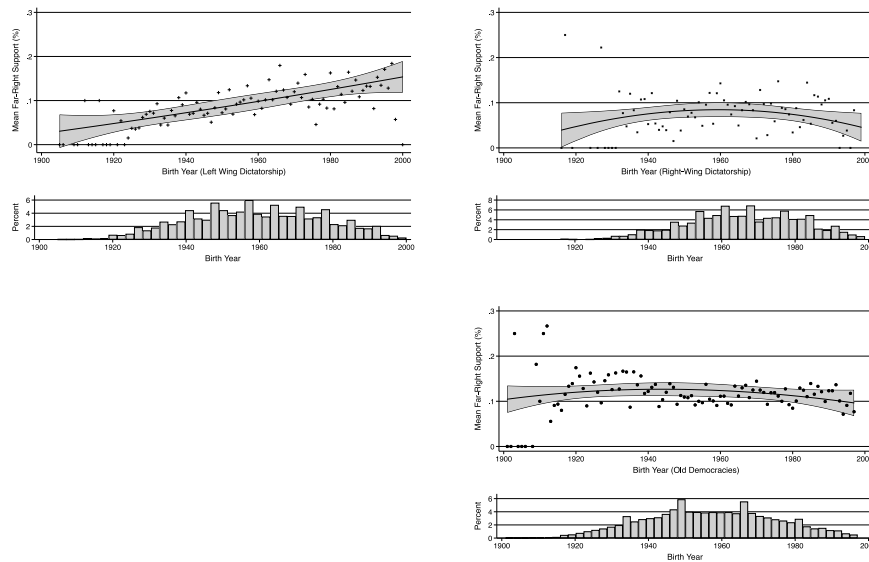 Mean Far-Right Support (%)
.3
.2
.1
0
1900 1920 1940 1960 1980 2000
Birth Year (Left Wing Dictatorship)
Percent
6
4
2
0
1900 1920 1940 1960 1980 2000
Birth Year
Mean Far-Right Support (%)
.3
.2
.1
0
1900 1920 1940 1960 1980 200
Birth Year (Right-Wing Dictatorship)
Percent
8
6
4
2
0
1920 1940 1960 1980 200
Birth Year
Mean Far-Right Support (%)
.3
.2
.1
0
1900 1920 1940 1960 1980 200
Birth Year (Old Democracies)
Percent
6
4
2
0
1900 1920 1940 1960 1980 200
Birth Year